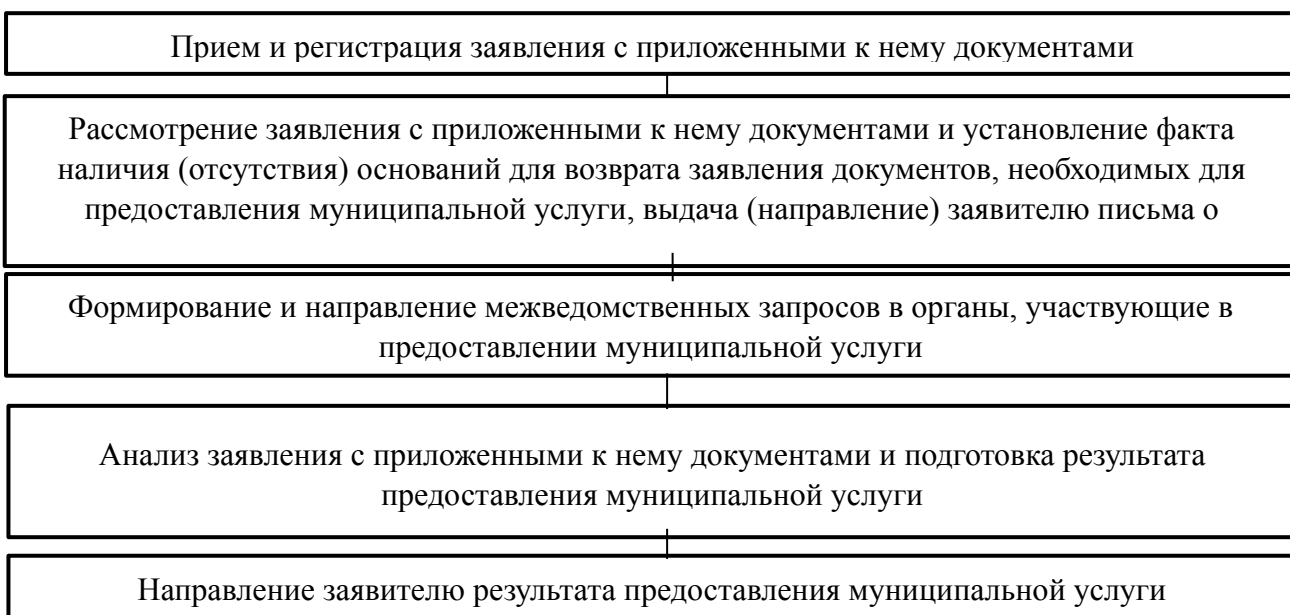 Прием и регистрация заявления с приложенными к нему документами
Рассмотрение заявления с приложенными к нему документами и установление факта
наличия (отсутствия) оснований для возврата заявления документов, необходимых для
предоставления муниципальной услуги, выдача (направление) заявителю письма о
Формирование и направление межведомственных запросов в органы, участвующие в
предоставлении муниципальной услуги
Анализ заявления с приложенными к нему документами и подготовка результата
предоставления муниципальной услуги
Направление заявителю результата предоставления муниципальной услуги